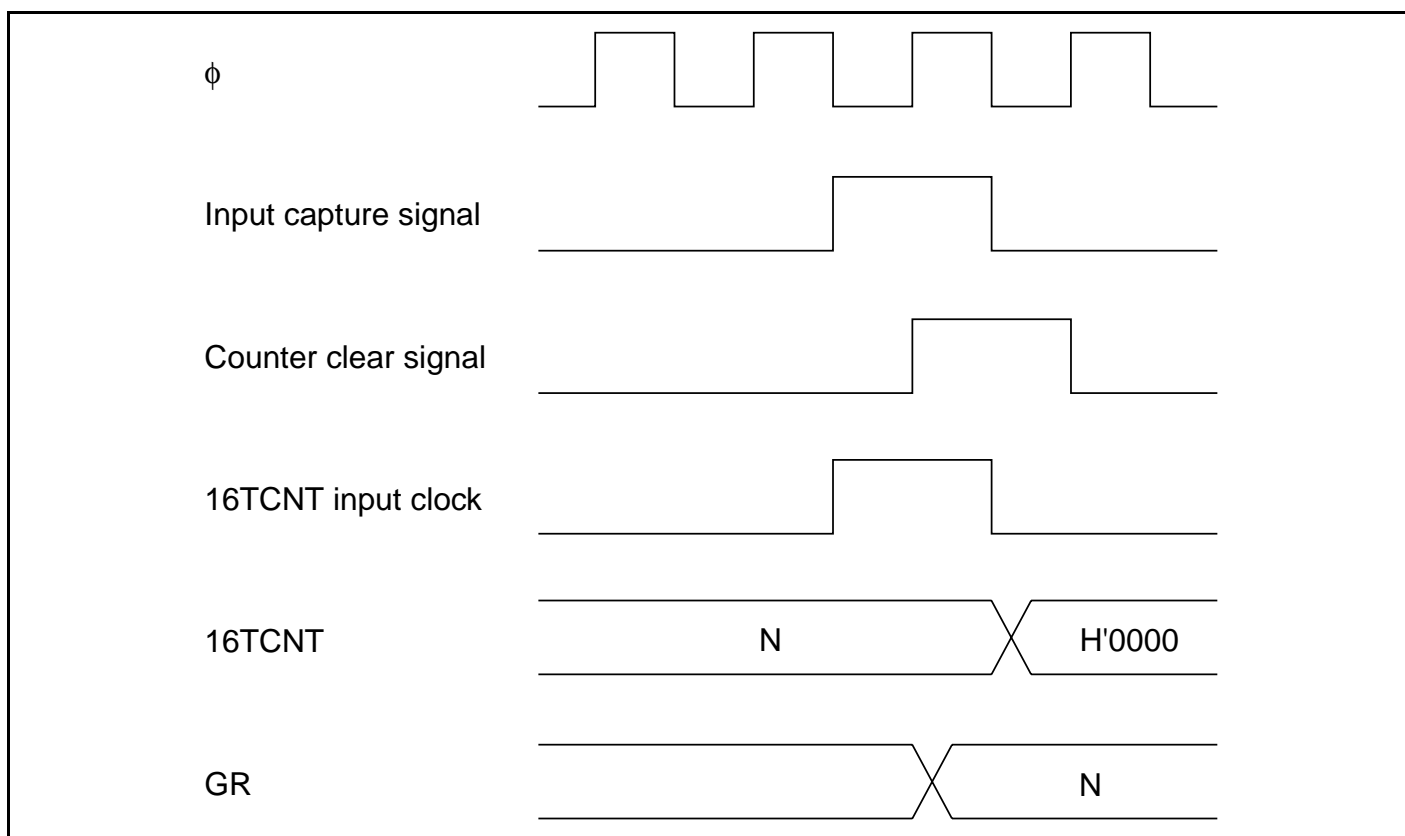 ϕ
Input capture signal
Counter clear signal
16TCNT input clock
16TCNT
N
H'0000
GR
N